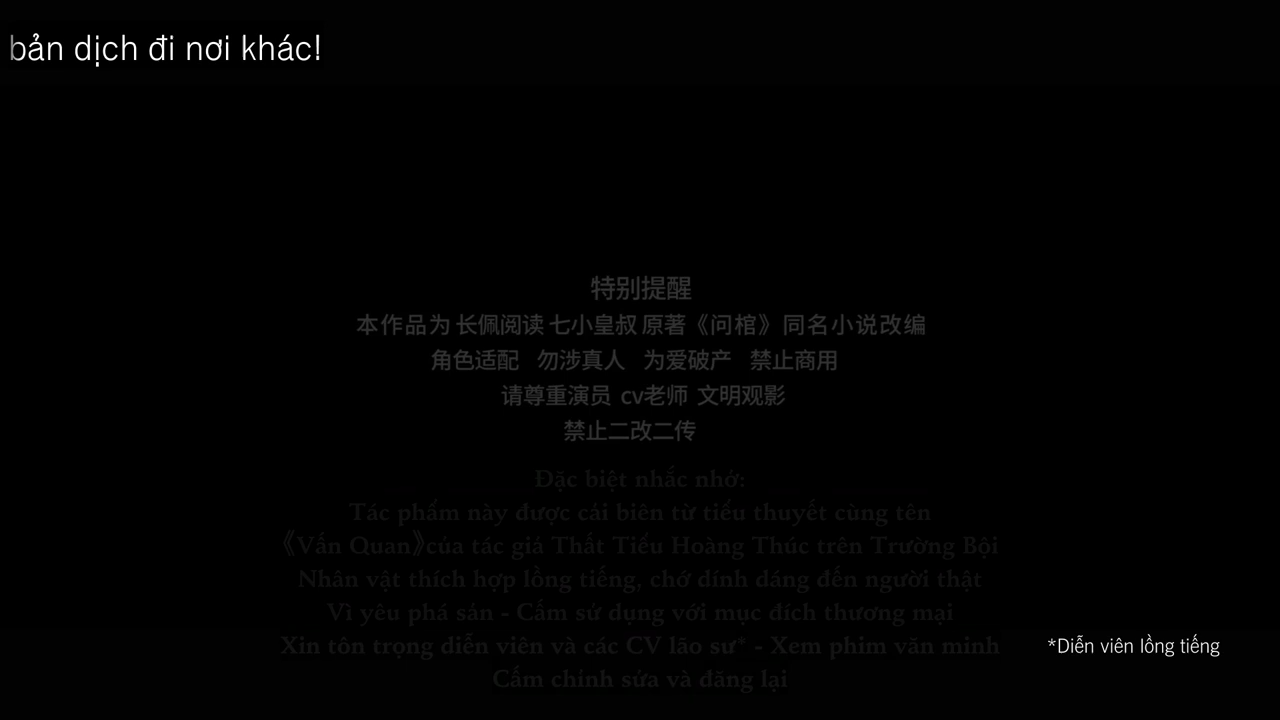 bản dịch đi nơi khác!
特别提醒
本作品为 长佩阅读 七小皇叔 原著《问棺》同名小说改编
角色适配 勿涉真人 为爱破产 禁止商用
请尊重演员 cv老师 文明观影
禁止二改二传
Đặc biệt nhắc nhở:
Tác phẩm này được cải biên từ tiểu thuyết cùng tên
《Vấn Quan》của tác giả Thất Tiểu Hoàng Thúc trên Trường Bội
Nhân vật thích hợp lồng tiếng, chớ dính dáng đến người thật
Vì yêu phá sản - Cấm sử dụng với mục đích thương mại
Xin tôn trọng diễn viên và các CV lão sư* - Xem phim văn minh
*Diễn viên lồng tiếng
Cấm chỉnh sửa và đăng lại